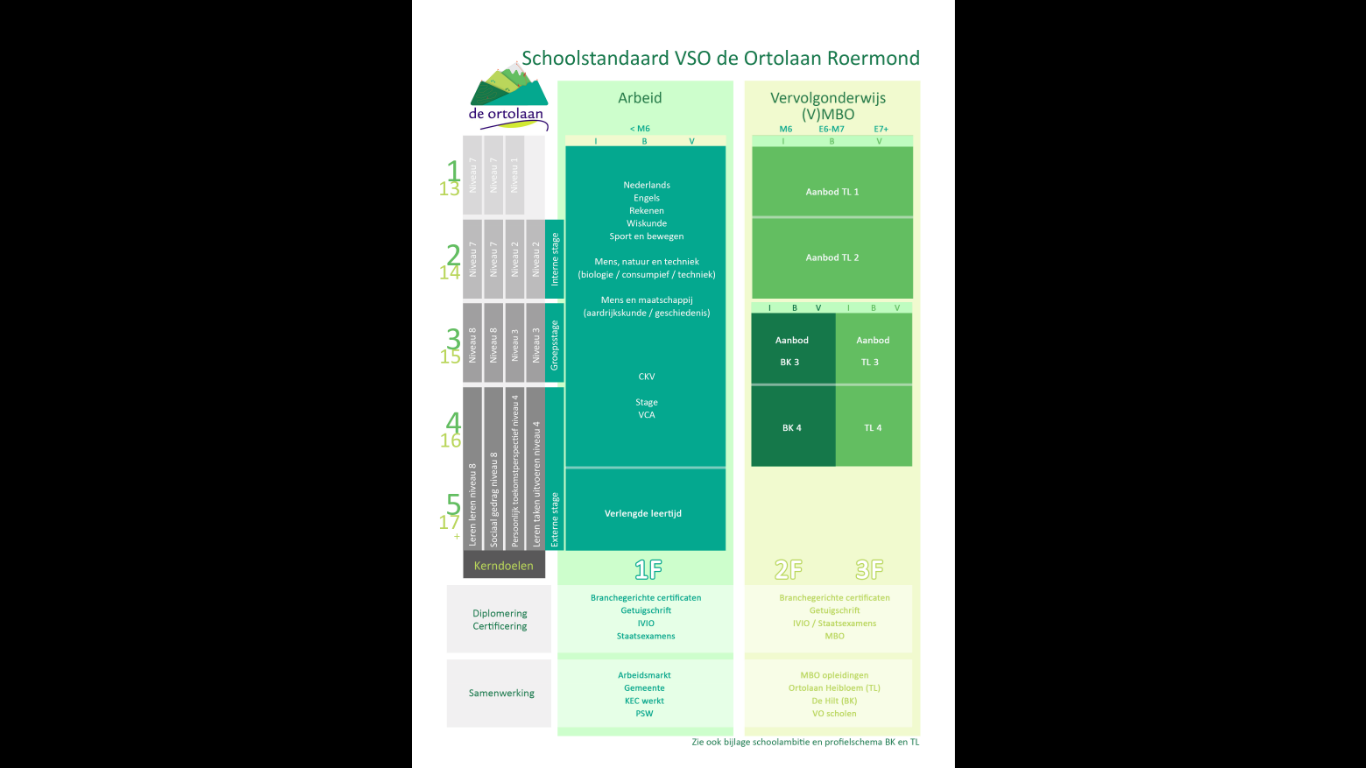 Schoolstandaard VSO de Ortolaan Roermond
de ortolaan
Arbeid
< M6
I B V
Vervolgonderwijs
(V)MBO
M6 E6-M7 E7+
I B V
1
13
Niveau 7
Niveau 7
Niveau 1
2
14
Niveau 7
Niveau 7
Niveau 2
Niveau 2
Interne stage
3
15
Niveau 8
Niveau 8
Niveau 3
Niveau 3
Groepsstage
4
16
5
17
+
Leren leren niveau 8
Sociaal gedrag niveau 8
Persoonlijk toekomstperspectief niveau 4
Leren taken uitvoeren niveau 4
Externe stage
Nederlands
Engels
Rekenen
Wiskunde
Sport en bewegen
Mens, natuur en techniek
(biologie / consumpief / techniek)
Mens en maatschappij
(aardrijkskunde / geschiedenis)
CKV
Stage
VCA
Verlengde leertijd
Aanbod TL 1
Aanbod TL 2
I B V I B V
Aanbod Aanbod
BK 3 TL 3
BK 4 TL 4
Kerndoelen
1F
2F 3F
Diplomering
Certificering
Branchegerichte certificaten
Getuigschrift
IVIO
Staatsexamens
Branchegerichte certificaten
Getuigschrift
IVIO / Staatsexamens
MBO
Samenwerking
Arbeidsmarkt
Gemeente
KEC werkt
PSW
MBO opleidingen
Ortolaan Heibloem (TL)
De Hilt (BK)
VO scholen
Zie ook bijlage schoolambitie en profielschema BK en TL